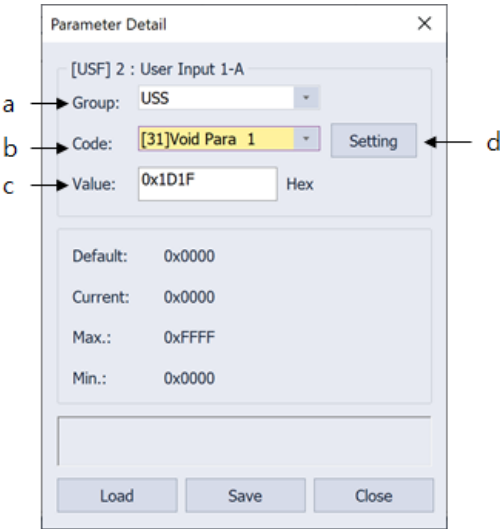 Parameter Detail
[USF] 2 : User Input 1-A
a Group: USS
b Code: [31]Void Para 1 Setting d
c Value: 0x1D1F Hex
Default: 0x0000
Current: 0x0000
Max.: 0xFFFF
Min.: 0x0000
Load Save Close